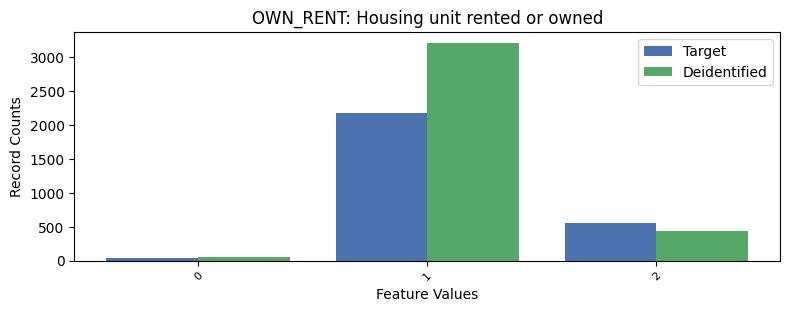 OWN_RENT: Housing unit rented or owned
Target
Deidentified
Record Counts
3000
2500
2000
1500
1000
500
0
0
1
2
Feature Values